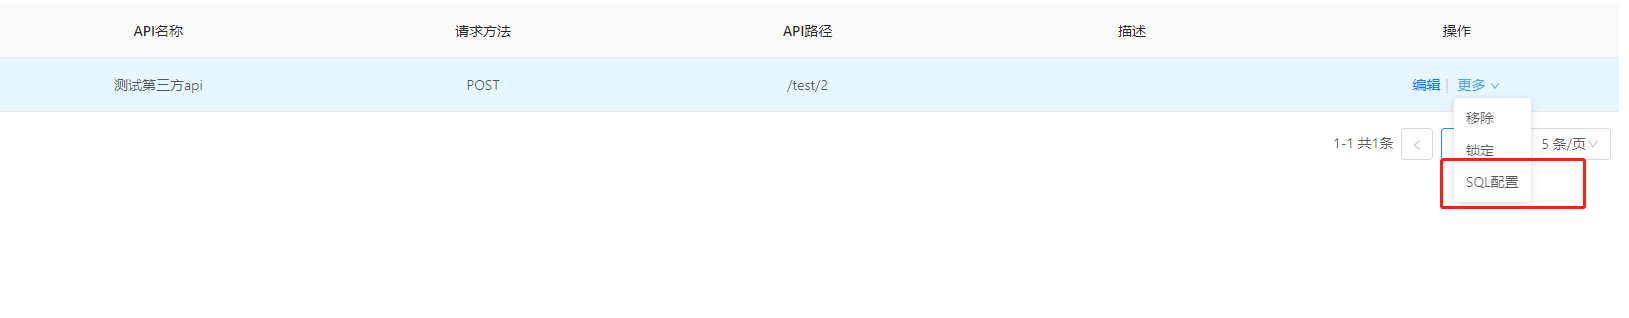 API名称 请求方法 API路径 描述 操作
测试第三方api POST /test/2 编辑 | 更多
移除
1-1 共1条 5 条/页
锁定
SQL配置